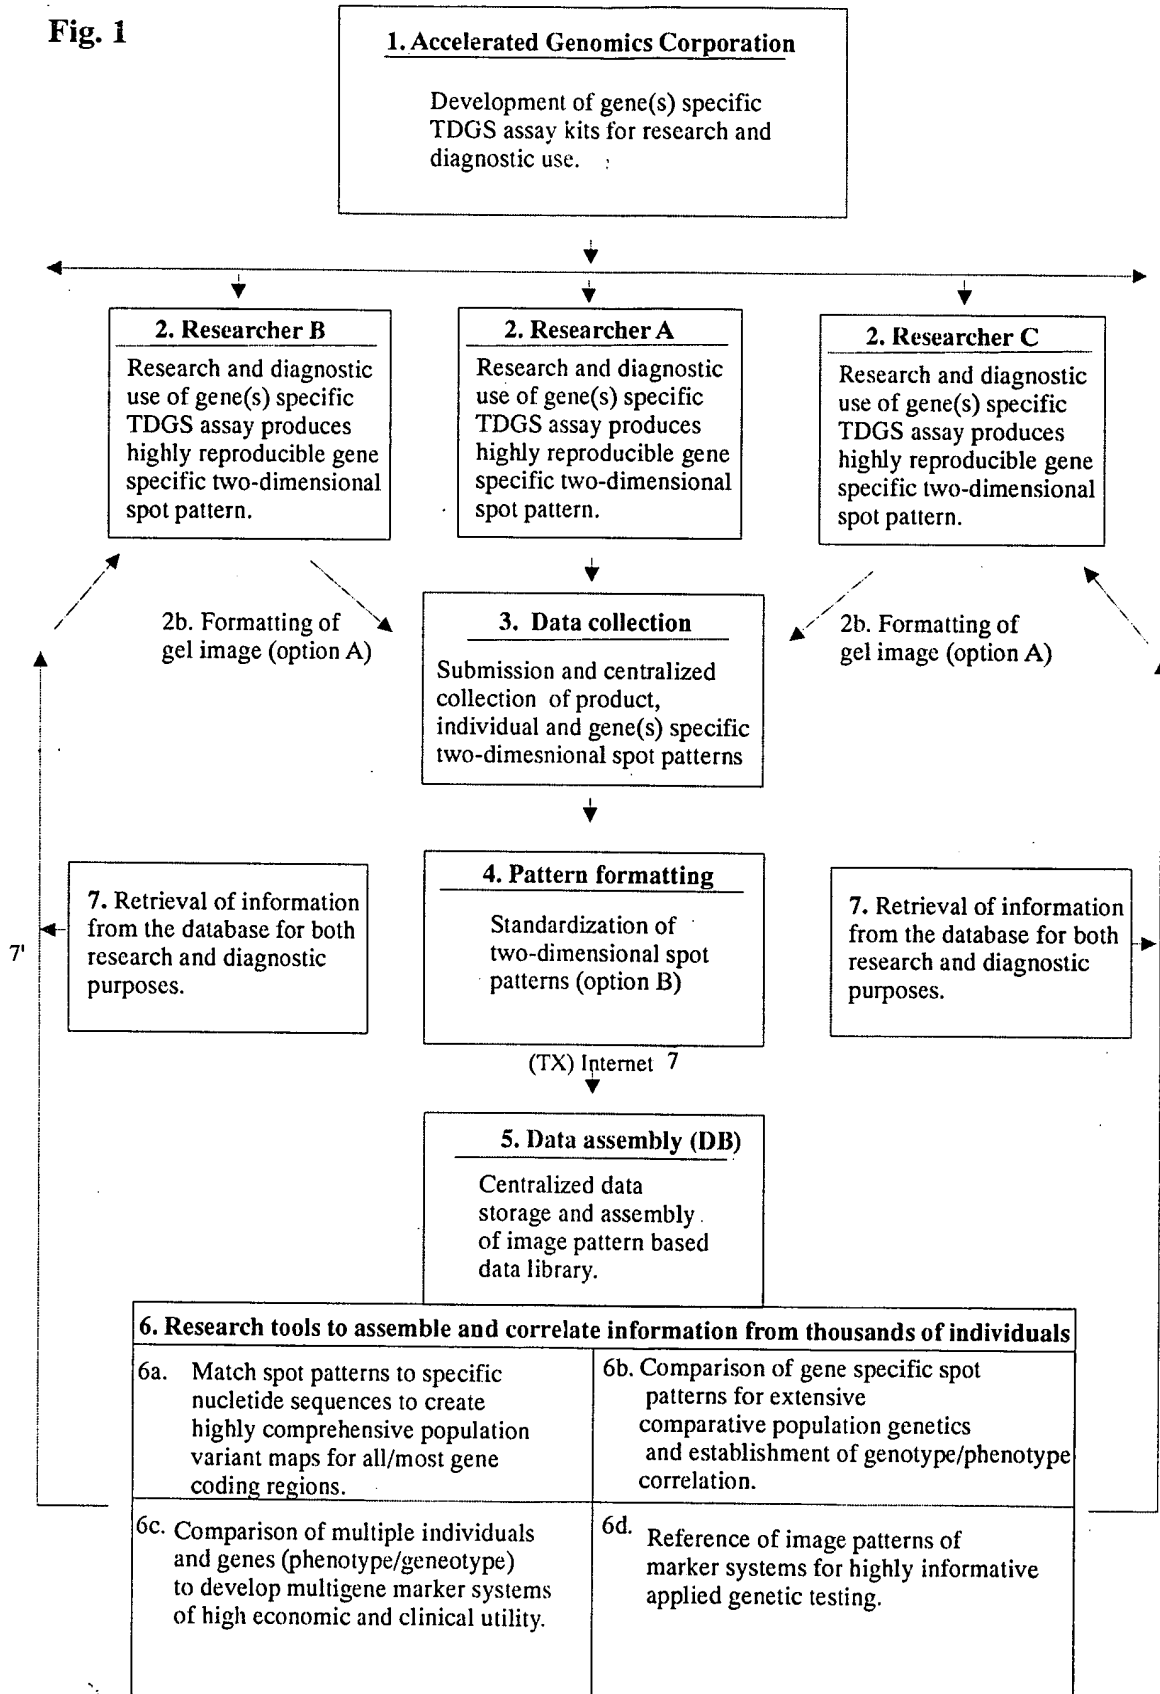 Fig. 1
1. Accelerated Genomics Corporation
Development of gene(s) specific
TDGS assay kits for research and
diagnostic use.
2. Researcher B
Research and diagnostic
use of gene(s) specific
TDGS assay produces
highly reproducible gene
specific two-dimensional
spot pattern.
2. Researcher A
Research and diagnostic
use of gene(s) specific
TDGS assay produces
highly reproducible gene
specific two-dimensional
spot pattern.
2. Researcher C
Research and diagnostic
use of gene(s) specific
TDGS assay produces
highly reproducible gene
specific two-dimensional
spot pattern.
2b. Formatting of
gel image (option A)
3. Data collection
Submission and centralized
collection of product,
individual and gene(s) specific
two-dimesnional spot patterns
2b. Formatting of
gel image (option A)
7'
7. Retrieval of information
from the database for both
research and diagnostic
purposes.
4. Pattern formatting
Standardization of
two-dimensional spot
patterns (option B)
7. Retrieval of information
from the database for both
research and diagnostic
purposes.
(TX) Internet 7
5. Data assembly (DB)
Centralized data
storage and assembly
of image pattern based
data library.
6. Research tools to assemble and correlate information from thousands of individuals
6a. Match spot patterns to specific
nucletide sequences to create
highly comprehensive population
variant maps for all/most gene
coding regions.
6b. Comparison of gene specific spot
patterns for extensive
comparative population genetics
and establishment of genotype/phenotype
correlation.
6c. Comparison of multiple individuals
and genes (phenotype/geneotype)
to develop multigene marker systems
of high economic and clinical utility.
6d. Reference of image patterns of
marker systems for highly informative
applied genetic testing.